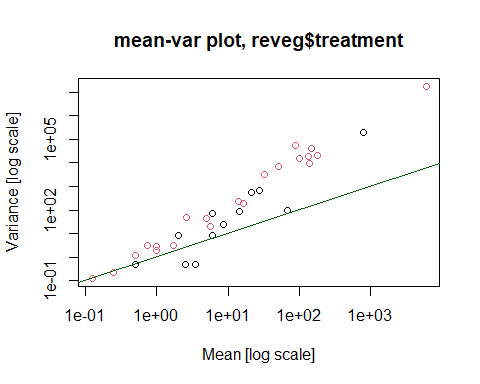 mean-var plot, reveg$treatment
Variance [log scale]
1e+05
1e+02
1e-01
1e-01 1e+00 1e+01 1e+02 1e+03
Mean [log scale]